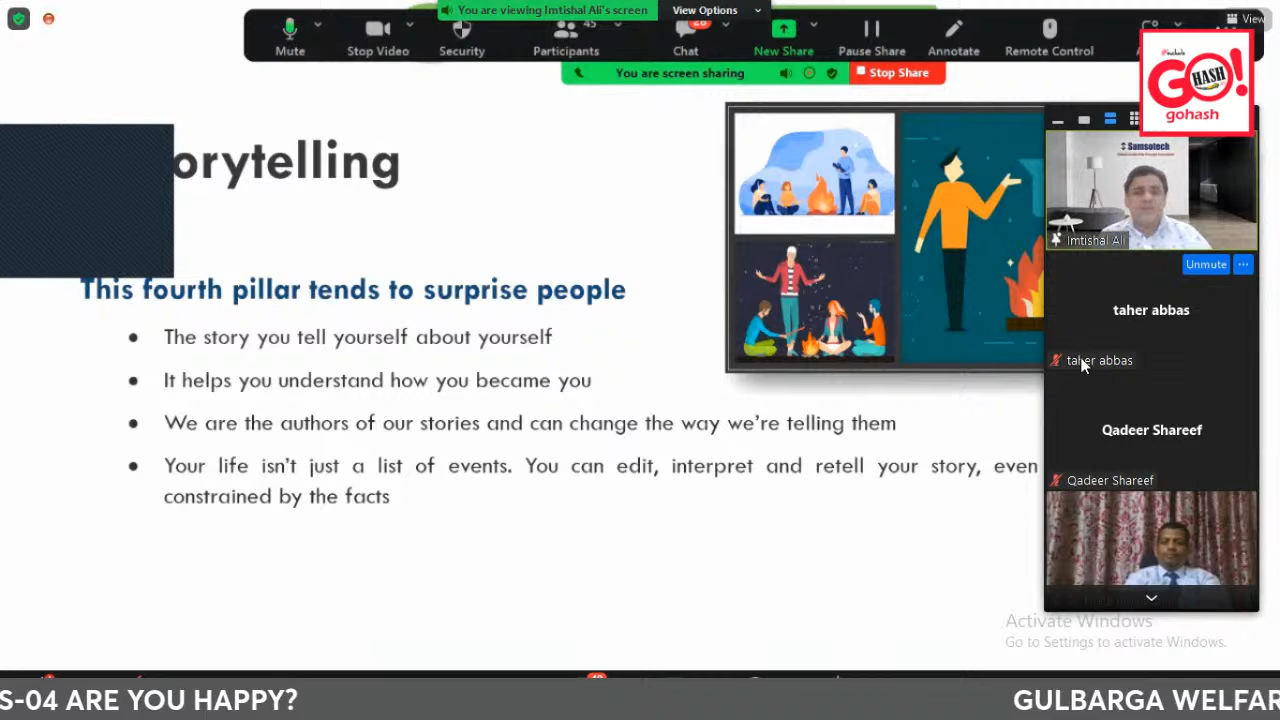 You are viewing Imtishal Ali's screen
View Options
View
Mute
Stop Video
Security
45
Participants
Chat
New Share
Pause Share
Annotate
Remote Control
You are screen sharing
Stop Share
GO!
HASH
gohash
orytelling
Samsotech
Imtishal Ali
Unmute
This fourth pillar tends to surprise people
taher abbas
The story you tell yourself about yourself
taher abbas
It helps you understand how you became you
We are the authors of our stories and can change the way we're telling them
Qadeer Shareef
Your life isn't just a list of events. You can edit, interpret and retell your story, even
constrained by the facts
Qadeer Shareef
Activate Windows
Go to Settings to activate Windows.
S-04 ARE YOU HAPPY?
GULBARGA WELFAR